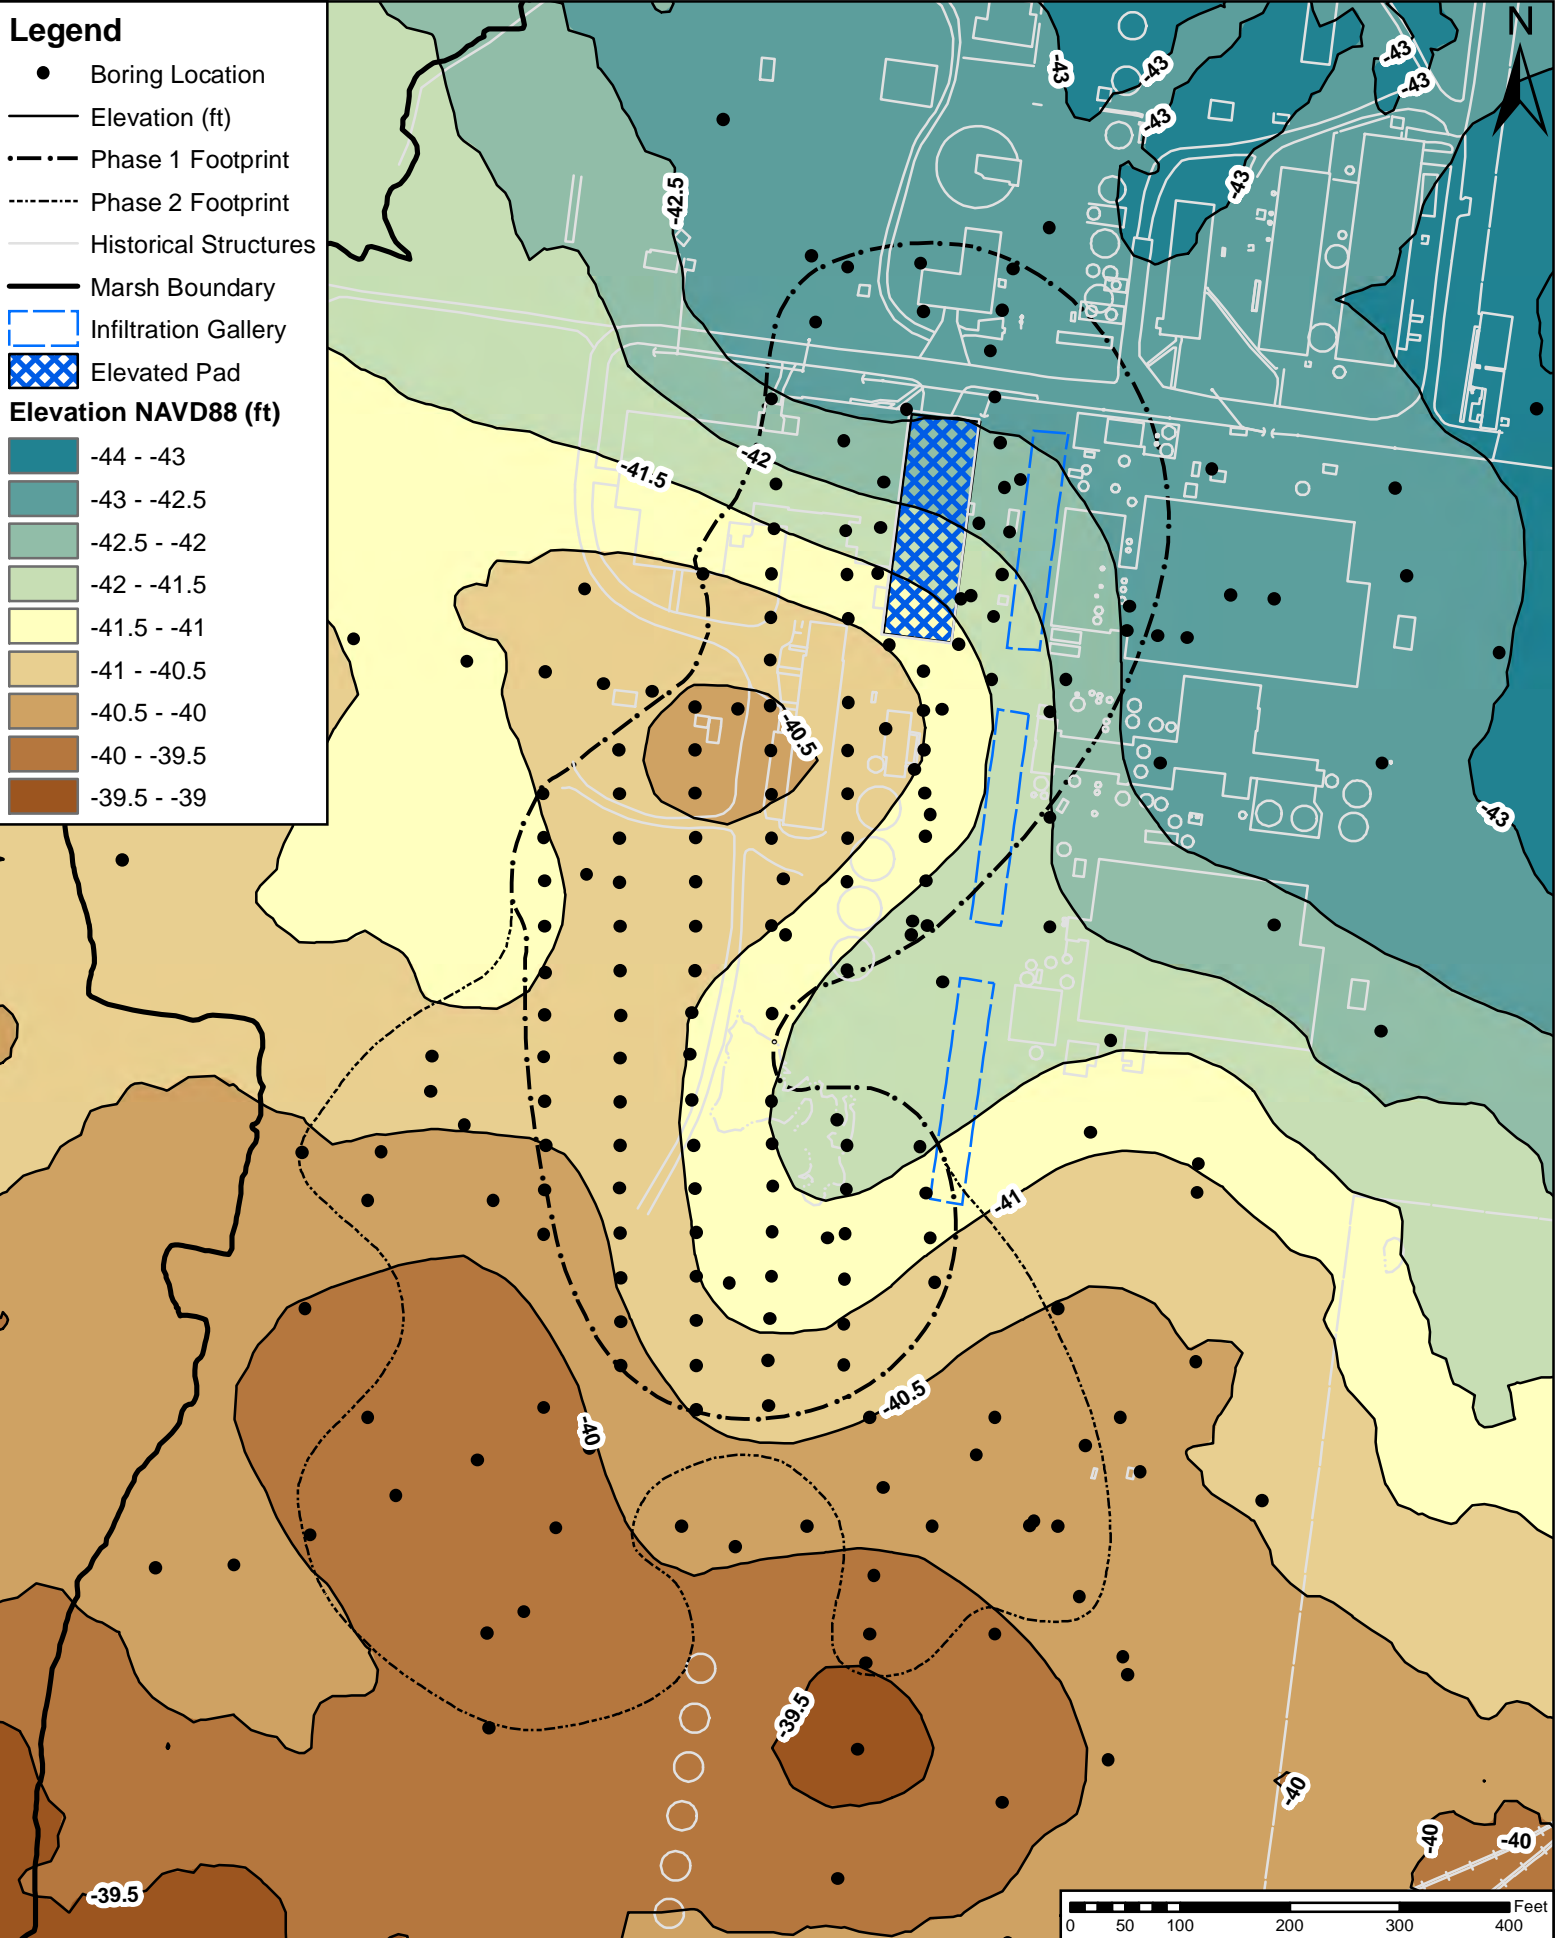 Legend
Boring Location
Elevation (ft)
Phase 1 Footprint
Phase 2 Footprint
Historical Structures
Marsh Boundary
Infiltration Gallery
Elevated Pad
Elevation NAVD88 (ft)
-44 - -43
-43 - -42.5
-42.5 - -42
-42 - -41.5
-41.5 - -41
-41 - -40.5
-40.5 - -40
-40 - -39.5
-39.5 - -39
N
-43
-43
-43
-43
-43
-43
-42.5
-42
-41.5
-40.5
-43
-41
-40.5
-40
-39.5
-40
-40
-40
-39.5
Feet
0 50 100 200 300 400